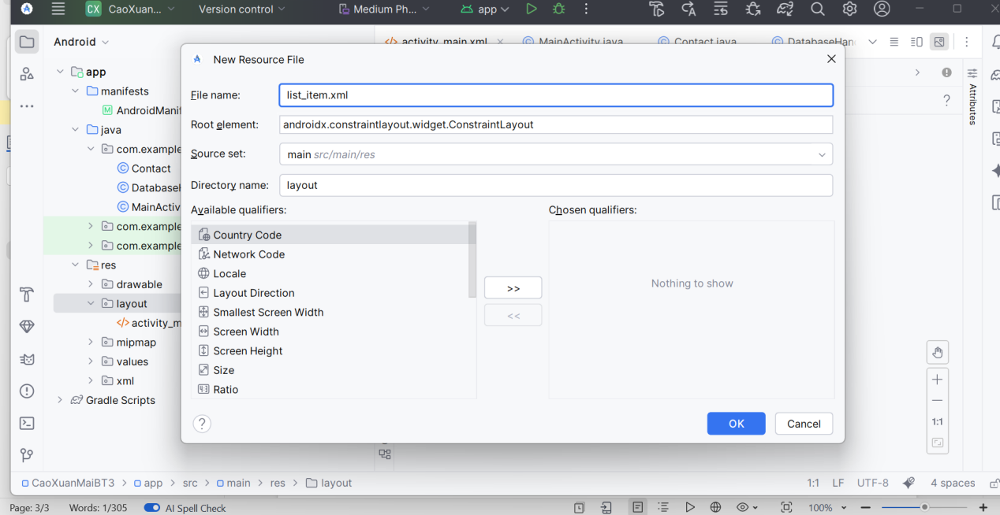 CX CaoXuan... Version control Medium Ph... app
Android
activity_main.xml MainActivity.java Contact.java DatabaseHan
app
manifests
AndroidManif
java
com.example
Contact
DatabaseH
MainActiv
com.example
com.example
res
drawable
layout
activity_m
mipmap
values
xml
Gradle Scripts
New Resource File
File name: list_item.xml
Root element: androidx.constraintlayout.widget.ConstraintLayout
Source set: main src/main/res
Directory name: layout
Available qualifiers: Chosen qualifiers:
Country Code
Network Code
Locale
Layout Direction
Smallest Screen Width
Screen Width
Screen Height
Size
Ratio
>>
<<
Nothing to show
?
OK Cancel
?
Attributes
1:1
CaoXuanMaiBT3 > app > src > main > res > layout 1:1 LF UTF-8 4 spaces
Page: 3/3 Words: 1/305 AI Spell Check 100%